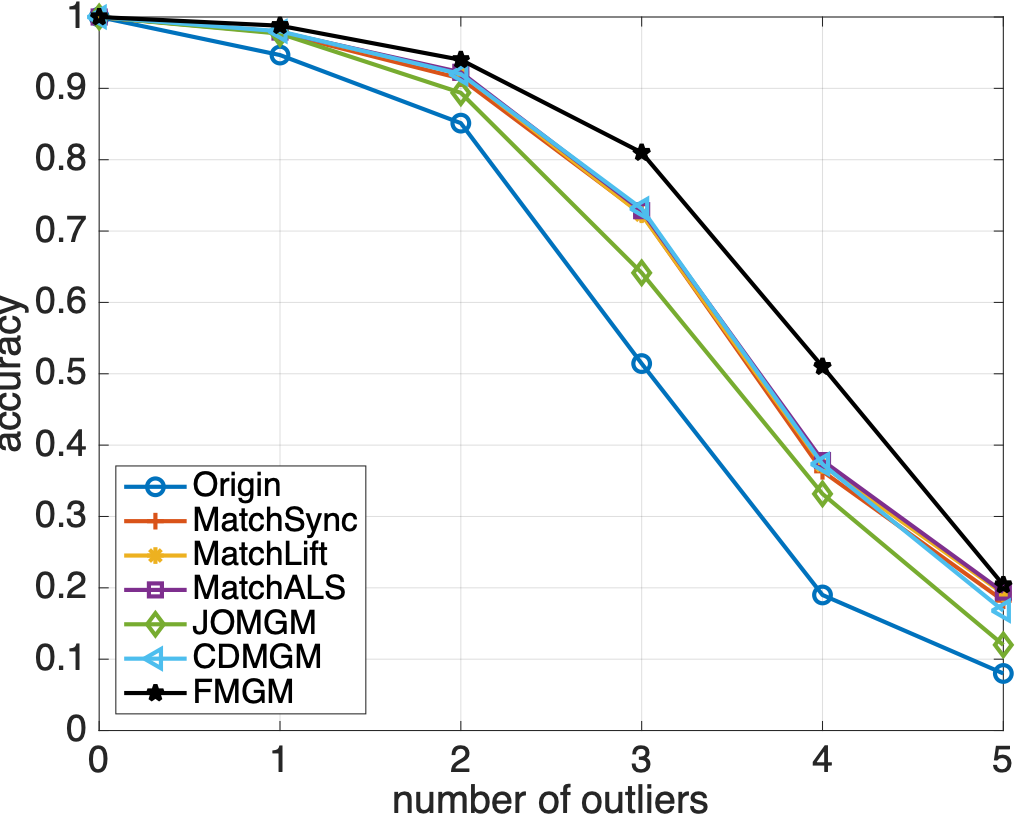 1
0.9
0.8
0.7
0.6
0.5
0.4
0.3
0.2
0.1
0
accuracy
Origin
MatchSync
MatchLift
MatchALS
JOMGM
CDMGM
FMGM
0 1 2 3 4 5
number of outliers